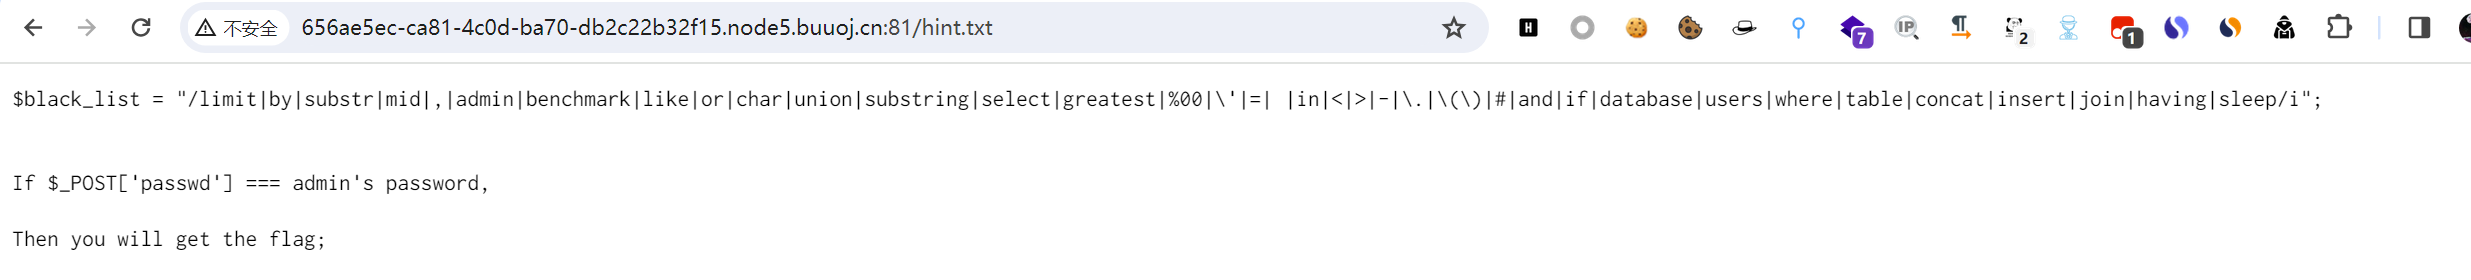 不安全 656ae5ec-ca81-4c0d-ba70-db2c22b32f15.node5.buuoj.cn:81/hint.txt H 7 IP 2 1
$black_list = "/limit|by|substr|mid|,|admin|benchmark|like|or|char|union|substring|select|greatest|%00|\'|=| |in|<|>|-|\.|\(\)|#|and|if|database|users|where|table|concat|insert|join|having|sleep/i";
If $_POST['passwd'] === admin's password,
Then you will get the flag;